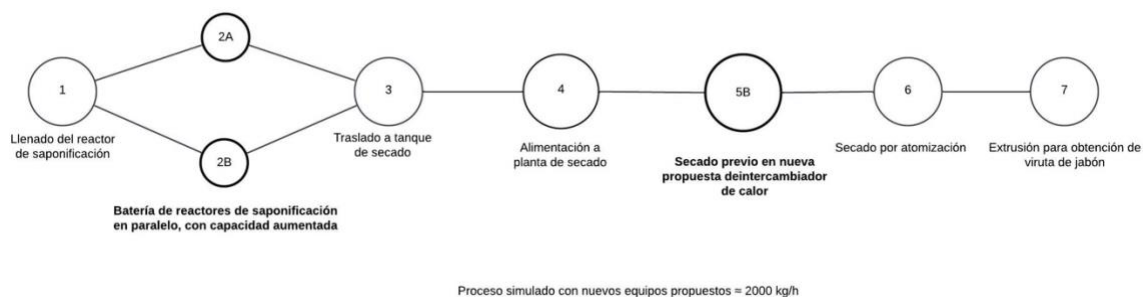 2A
1
3
4
5B
6
7
Llenado del reactor
de saponificación
Traslado a tanque
de secado
Alimentación a
planta de secado
Secado previo en nueva
propuesta deintercambiador
de calor
Secado por atomización
Extrusión para obtención de
viruta de jabón
2B
Batería de reactores de saponificación
en paralelo, con capacidad aumentada
Proceso simulado con nuevos equipos propuestos = 2000 kg/h